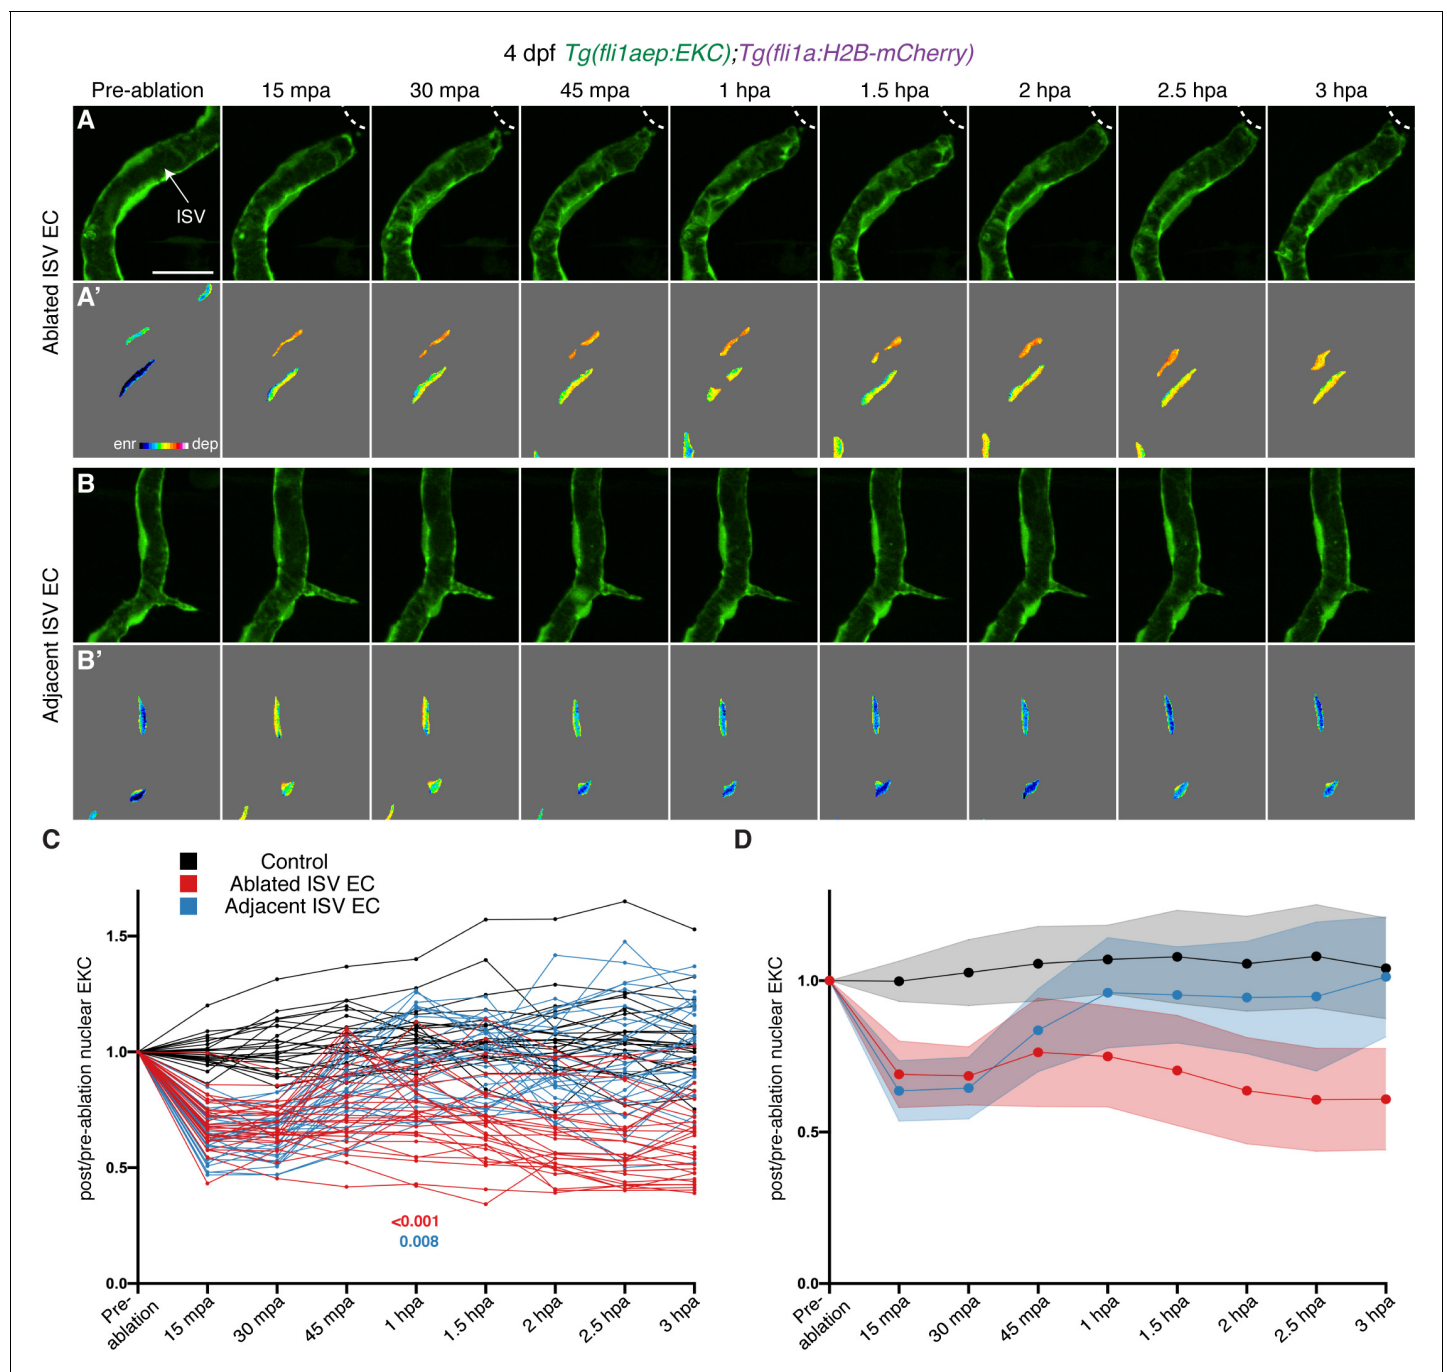 4 dpf Tg(fli1aep:EKC);Tg(fli1a:H2B-mCherry)
Pre-ablation 15 mpa 30 mpa 45 mpa 1 hpa 1.5 hpa 2 hpa 2.5 hpa 3 hpa
Ablated ISV EC
A
ISV
A’
enr dep
Adjacent ISV EC
B
B’
C
Control
Ablated ISV EC
Adjacent ISV EC
post/pre-ablation nuclear EKC
1.5
1.0
0.5
0.0
<0.001
0.008
Pre-
ablation
15 mpa
30 mpa
45 mpa
1 hpa
1.5 hpa
2 hpa
2.5 hpa
3 hpa
D
post/pre-ablation nuclear EKC
1.0
0.5
0.0
Pre-
ablation
15 mpa
30 mpa
45 mpa
1 hpa
1.5 hpa
2 hpa
2.5 hpa
3 hpa